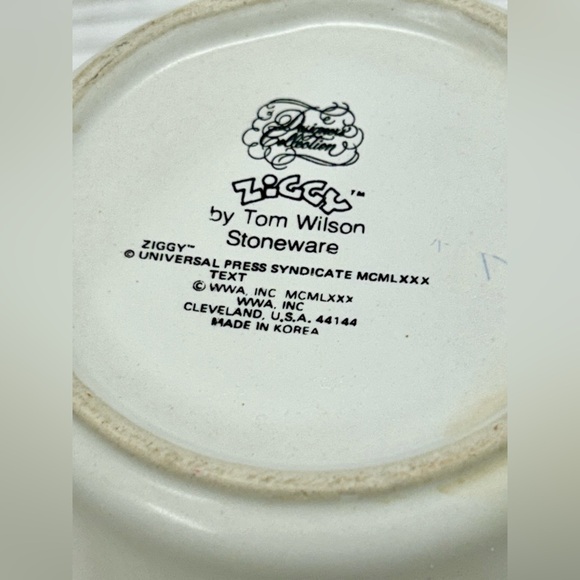 Designers
Collection
ZiGGY™
by Tom Wilson
Stoneware
ZIGGY™
© UNIVERSAL PRESS SYNDICATE MCMLXXX
TEXT
© WWA, INC MCMLXXX
WWA, INC
CLEVELAND, U.S.A. 44144
MADE IN KOREA